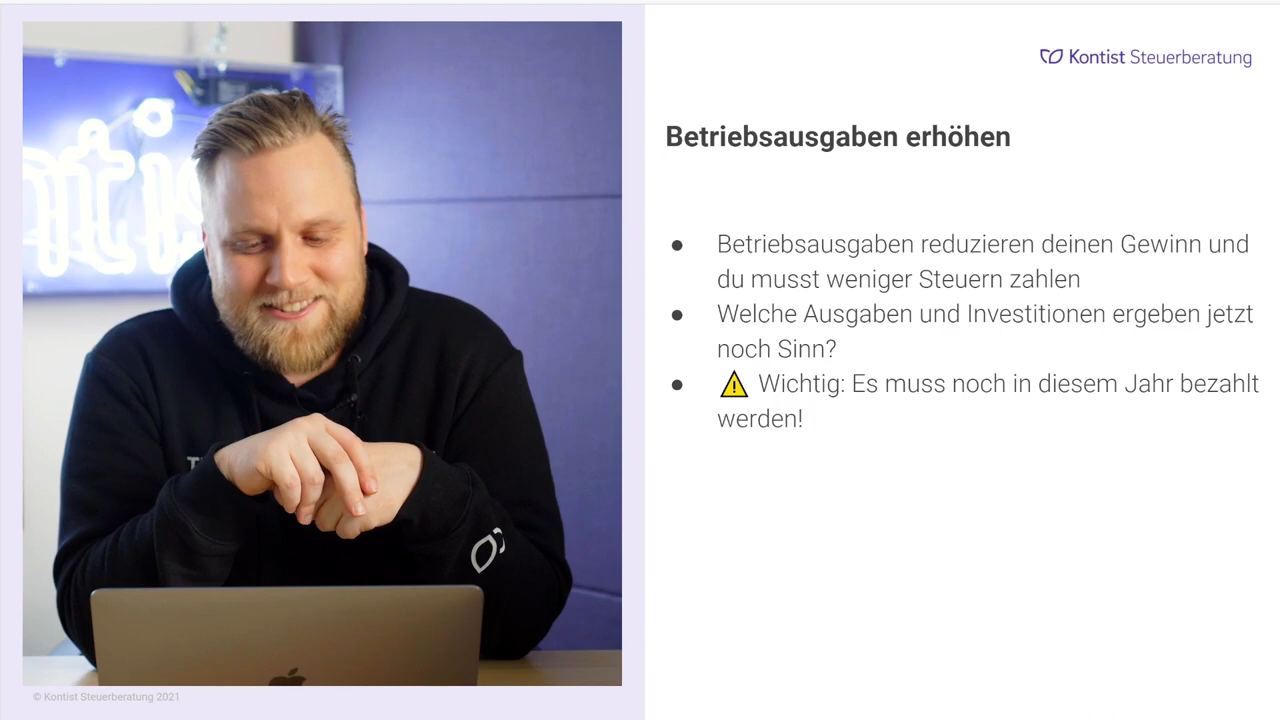 Kontist Steuerberatung
Betriebsausgaben erhöhen
● Betriebsausgaben reduzieren deinen Gewinn und
du musst weniger Steuern zahlen
● Welche Ausgaben und Investitionen ergeben jetzt
noch Sinn?
● ⚠️ Wichtig: Es muss noch in diesem Jahr bezahlt
werden!
© Kontist Steuerberatung 2021